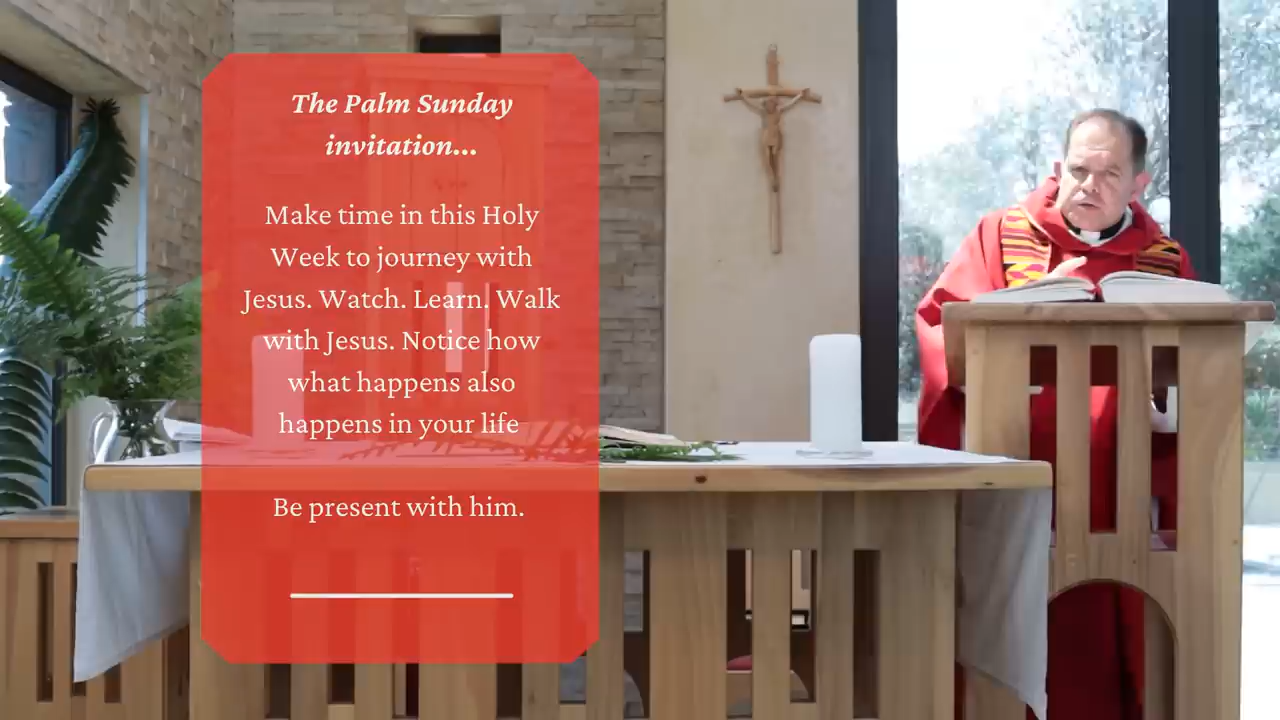 The Palm Sunday
invitation...
Make time in this Holy
Week to journey with
Jesus. Watch. Learn. Walk
with Jesus. Notice how
what happens also
happens in your life
Be present with him.